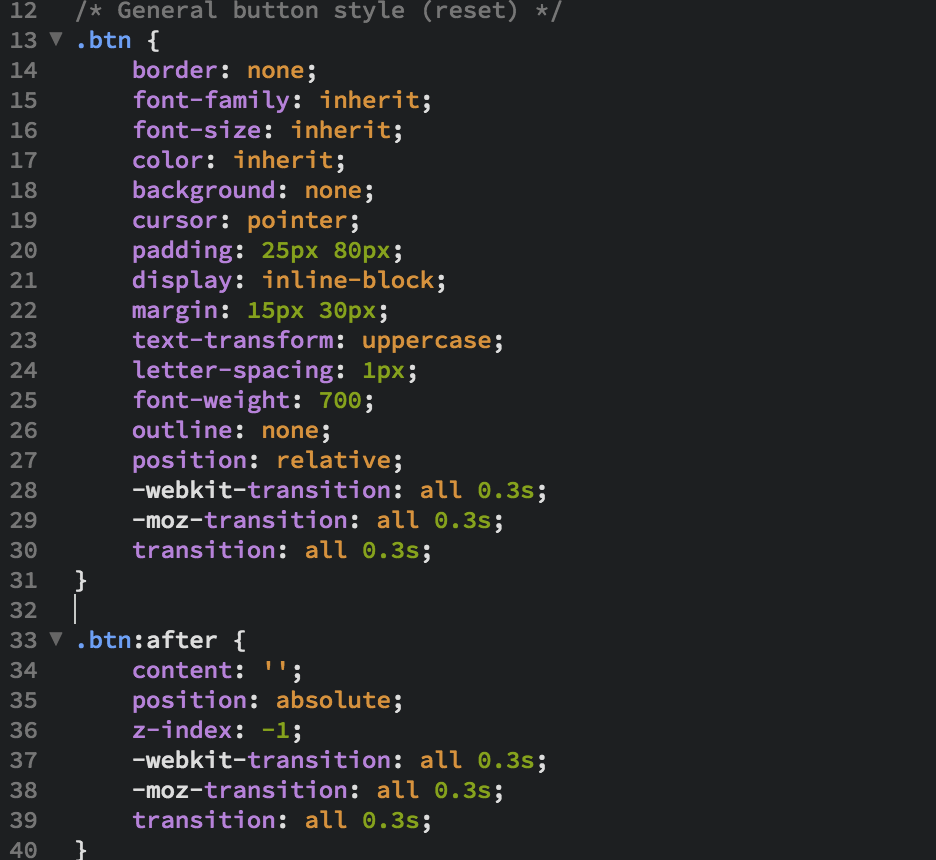 12 /* General button style (reset) */
13 ▼ .btn {
14 border: none;
15 font-family: inherit;
16 font-size: inherit;
17 color: inherit;
18 background: none;
19 cursor: pointer;
20 padding: 25px 80px;
21 display: inline-block;
22 margin: 15px 30px;
23 text-transform: uppercase;
24 letter-spacing: 1px;
25 font-weight: 700;
26 outline: none;
27 position: relative;
28 -webkit-transition: all 0.3s;
29 -moz-transition: all 0.3s;
30 transition: all 0.3s;
31 }
32
33 ▼ .btn:after {
34 content: '';
35 position: absolute;
36 z-index: -1;
37 -webkit-transition: all 0.3s;
38 -moz-transition: all 0.3s;
39 transition: all 0.3s;
40 }